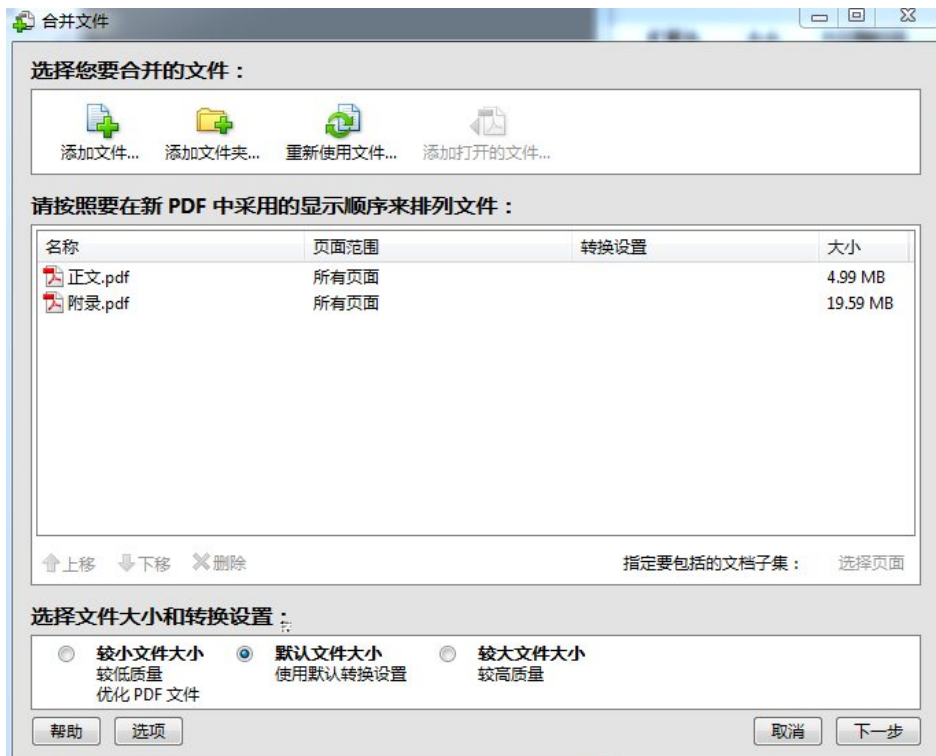 合并文件
选择您要合并的文件：
添加文件... 添加文件夹... 重新使用文件... 添加打开的文件...
请按照要在新 PDF 中采用的显示顺序来排列文件：
名称 页面范围 转换设置 大小
正文.pdf 所有页面 4.99 MB
附录.pdf 所有页面 19.59 MB
上移 下移 删除 指定要包括的文档子集： 选择页面
选择文件大小和转换设置：
较小文件大小 默认文件大小 较大文件大小
较低质量 使用默认转换设置 较高质量
优化 PDF 文件
帮助 选项 取消 下一步